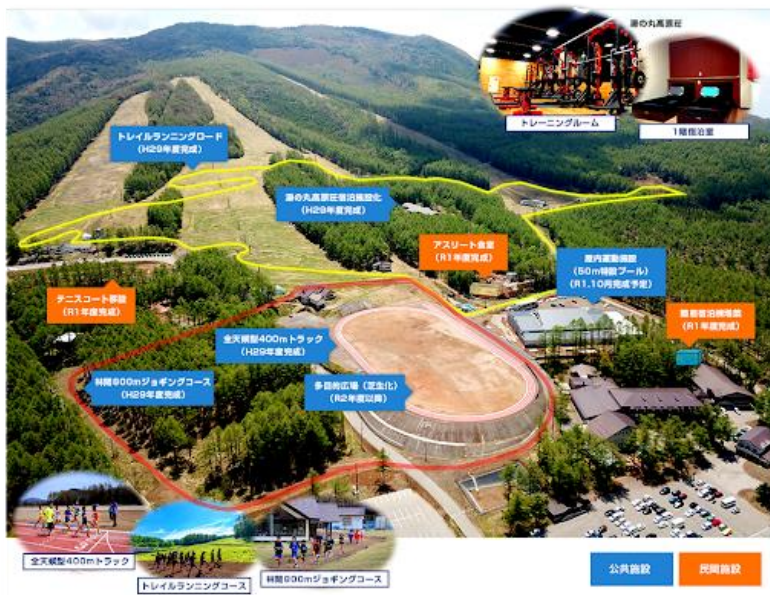 湯の丸高原荘
トレーニングルーム
1階宿泊室
トレイルランニングロード
(H29年度完成)
湯の丸高原荘宿泊施設化
(H29年度完成)
アスリート食堂
(R1年度完成)
屋内運動施設
(50m特設プール)
(R1.10月完成予定)
テニスコート移設
(R1年度完成)
簡易宿泊棟増築
(R1年度完成)
全天候型400mトラック
(H29年度完成)
林間800mジョギングコース
(H29年度完成)
多目的広場(芝生化)
(R2年度以降)
全天候型400mトラック
トレイルランニングコース
林間800mジョギングコース
公共施設
民間施設